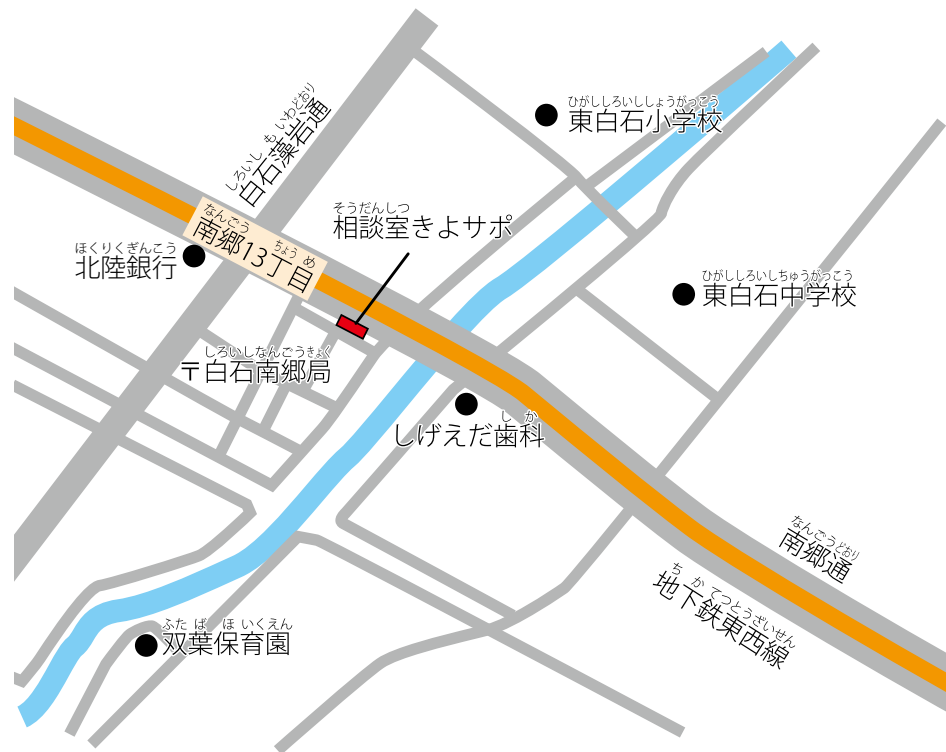 ひがししろいししょうがっこう
東白石小学校
しろいし も いわどおり
白石藻岩通
そうだんしつ
相談室きよサポ
なんごう ちょう め
南郷13丁目
ほくりくぎんこう
北陸銀行
ひがししろいしちゅうがっこう
東白石中学校
しろいしなんごうきょく
〒白石南郷局
し か
しげえだ歯科
なんごうどおり
南郷通
ち か てつとうざいせん
地下鉄東西線
ふた ば ほ いくえん
双葉保育園